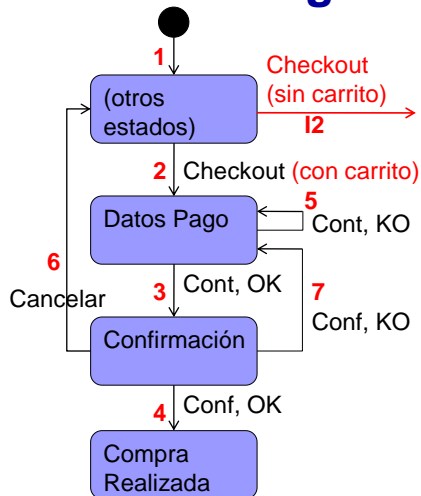 1
Checkout
(sin carrito)
I2
(otros
estados)
2 Checkout (con carrito)
5
Datos Pago
Cont, KO
6
Cancelar
3 Cont, OK
7
Conf, KO
Confirmación
4 Conf, OK
Compra
Realizada